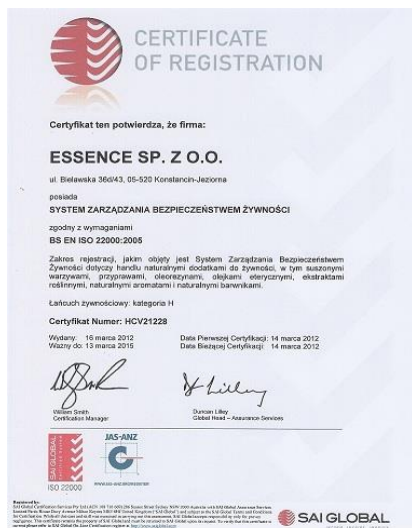 CERTIFICATE
OF REGISTRATION
Certyfikat ten potwierdza, że firma:
ESSENCE SP. Z O.O.
ul. Bielawska 36d/43, 05-520 Konstancin-Jeziorna
posiada
SYSTEM ZARZĄDZANIA BEZPIECZEŃSTWEM ŻYWNOŚCI
zgodny z wymaganiami
BS EN ISO 22000:2005
Zakres rejestracji, jakim objęty jest System Zarządzania Bezpieczeństwem
Żywności dotyczy handlu naturalnymi dodatkami do żywności, w tym suszonymi
warzywami, przyprawami, oleorezynami, olejkami eterycznymi, ekstraktami
roślinnymi, naturalnymi aromatami i naturalnymi barwnikami.
Łańcuch żywnościowy: kategoria H
Certyfikat Numer: HCV21228
Wydany: 16 marca 2012 Data Pierwszej Certyfikacji: 14 marca 2012
Ważny do: 13 marca 2015 Data Bieżącej Certyfikacji: 14 marca 2012
William Smith Duncan Lilley
Certification Manager Global Head – Assurance Services
SAI GLOBAL
ISO 22000
JAS-ANZ
SAI GLOBAL